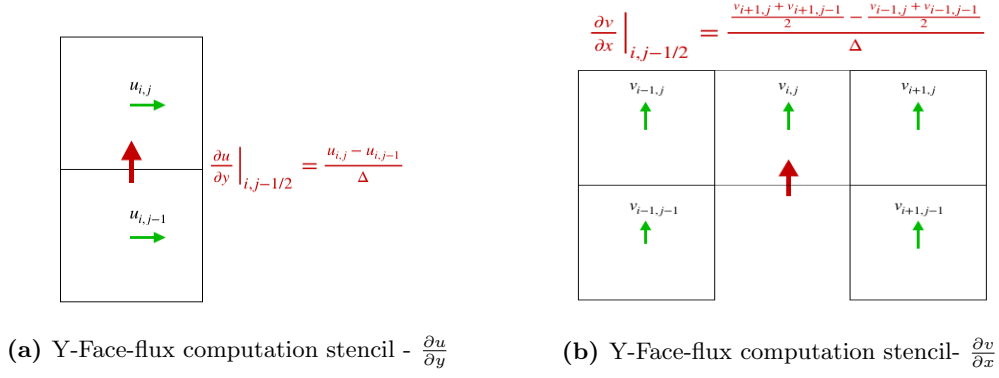 u_{i,j}
u_{i,j-1}
∂u/∂y |_{i,j-1/2} = (u_{i,j} - u_{i,j-1})/Δ
(a) Y-Face-flux computation stencil - ∂u/∂y
∂v/∂x |_{i,j-1/2} = ((v_{i+1,j} + v_{i+1,j-1})/2 - (v_{i-1,j} + v_{i-1,j-1})/2)/Δ
v_{i-1,j} v_{i,j} v_{i+1,j}
v_{i-1,j-1} v_{i+1,j-1}
(b) Y-Face-flux computation stencil- ∂v/∂x